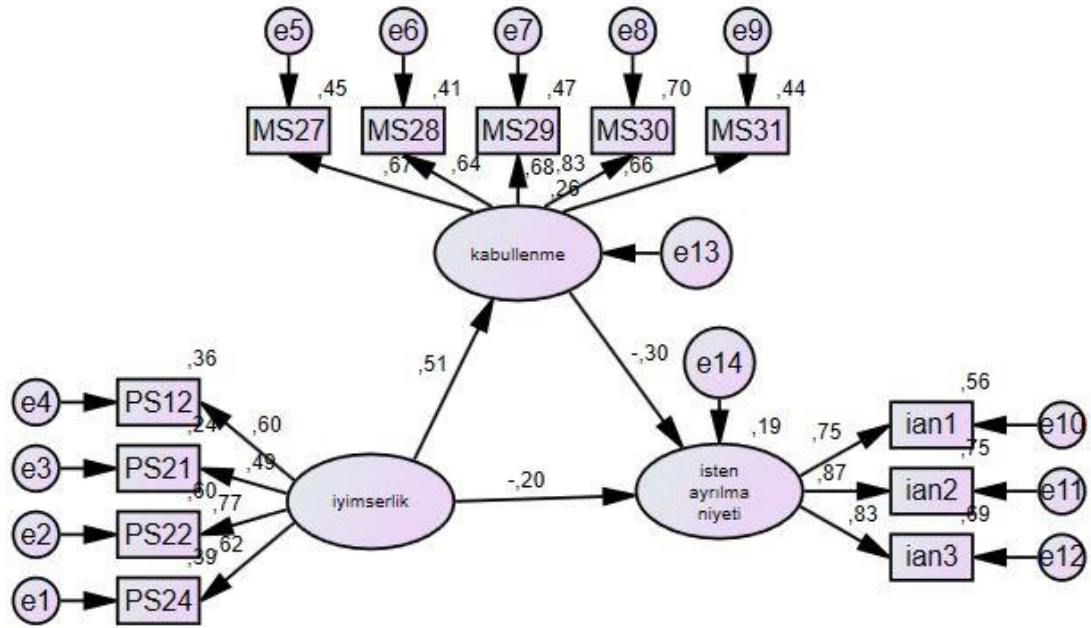 e5 e6 e7 e8 e9
,45 ,41 ,47 ,70 ,44
MS27 MS28 MS29 MS30 MS31
,67 ,64 ,68 ,83 ,66
,26
kabullenme
e13
,51
-,30
e14
,36
e4 PS12
,60
,24
e3 PS21
,49
,60
e2 PS22
,77
,62
,39
e1 PS24
iyimserlik
-,20
,19
isten
ayrılma
niyeti
,75
,56
ian1 e10
,87
,75
ian2 e11
,83
,69
ian3 e12